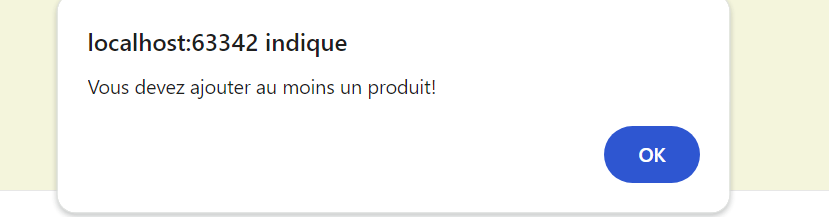 localhost:63342 indique
Vous devez ajouter au moins un produit!
OK